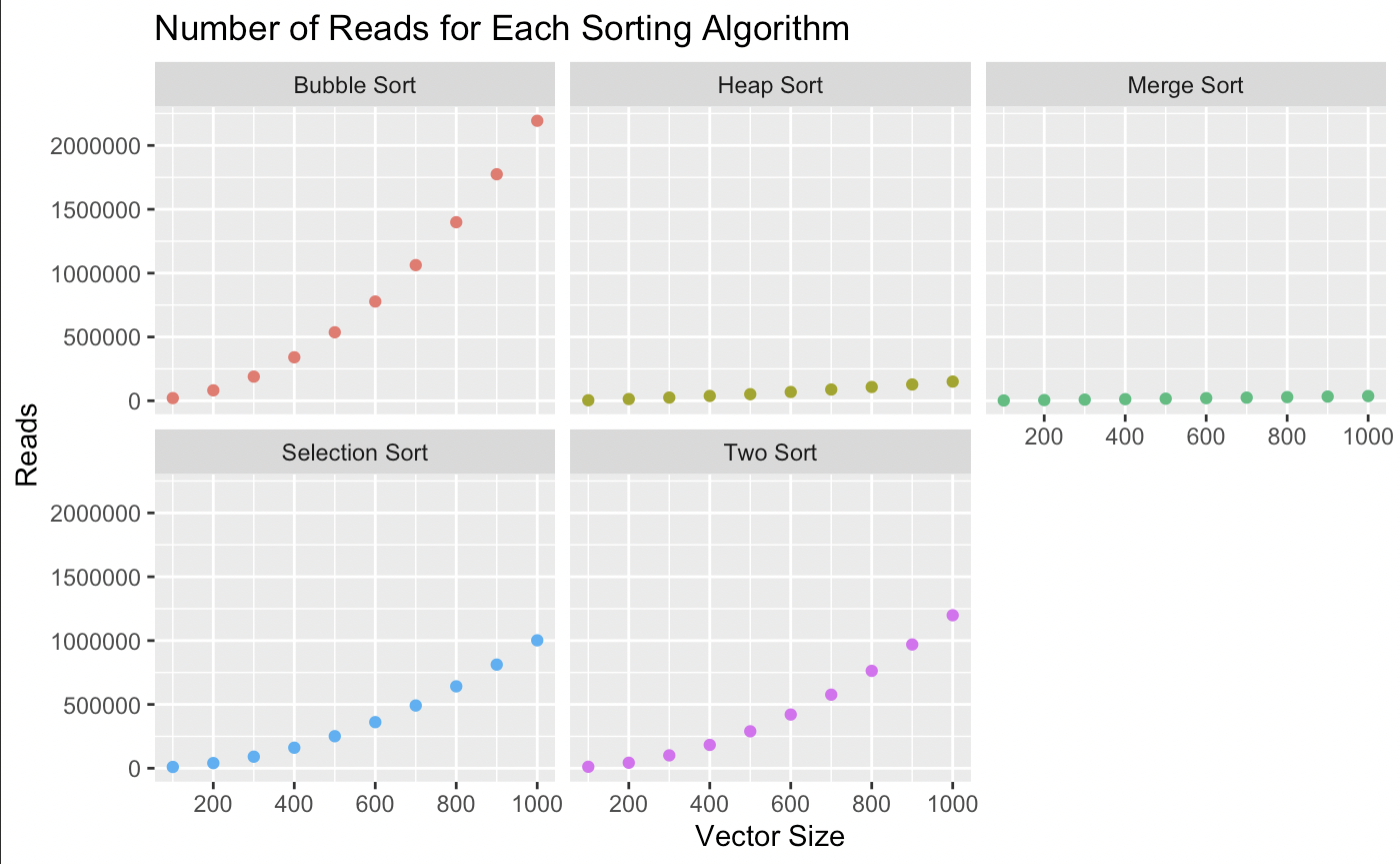 Number of Reads for Each Sorting Algorithm
Bubble Sort
Heap Sort
Merge Sort
2000000
1500000
1000000
500000
0
200 400 600 800 1000
Reads
Selection Sort
Two Sort
2000000
1500000
1000000
500000
0
200 400 600 800 1000
200 400 600 800 1000
Vector Size